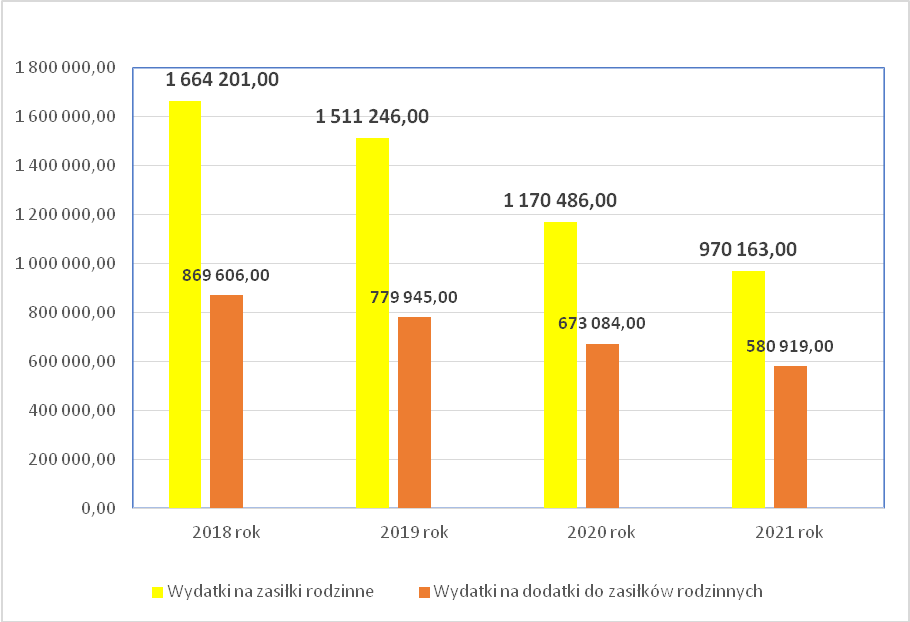 1 800 000,00
1 600 000,00
1 400 000,00
1 200 000,00
1 000 000,00
800 000,00
600 000,00
400 000,00
200 000,00
0,00
1 664 201,00
1 511 246,00
1 170 486,00
970 163,00
869 606,00
779 945,00
673 084,00
580 919,00
2018 rok
2019 rok
2020 rok
2021 rok
Wydatki na zasiłki rodzinne
Wydatki na dodatki do zasiłków rodzinnych